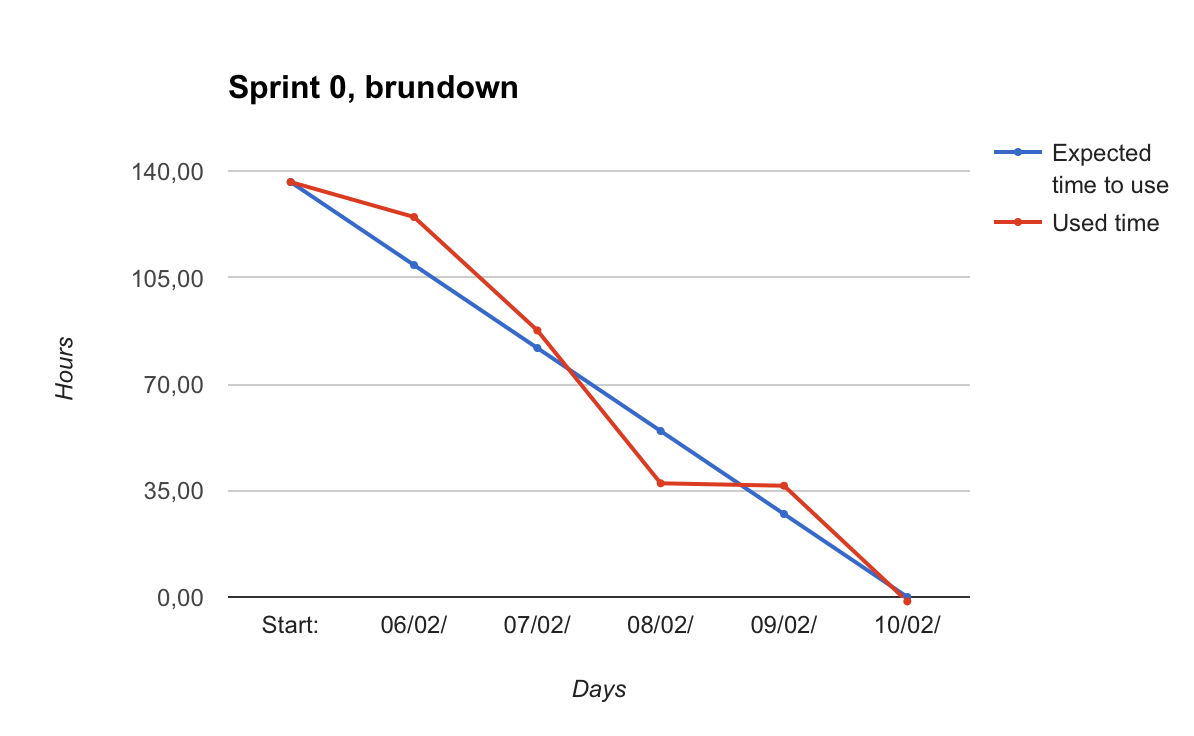 Sprint 0, brundown
140,00
105,00
70,00
35,00
0,00
Hours
Start:
06/02/
07/02/
08/02/
09/02/
10/02/
Days
Expected
time to use
Used time